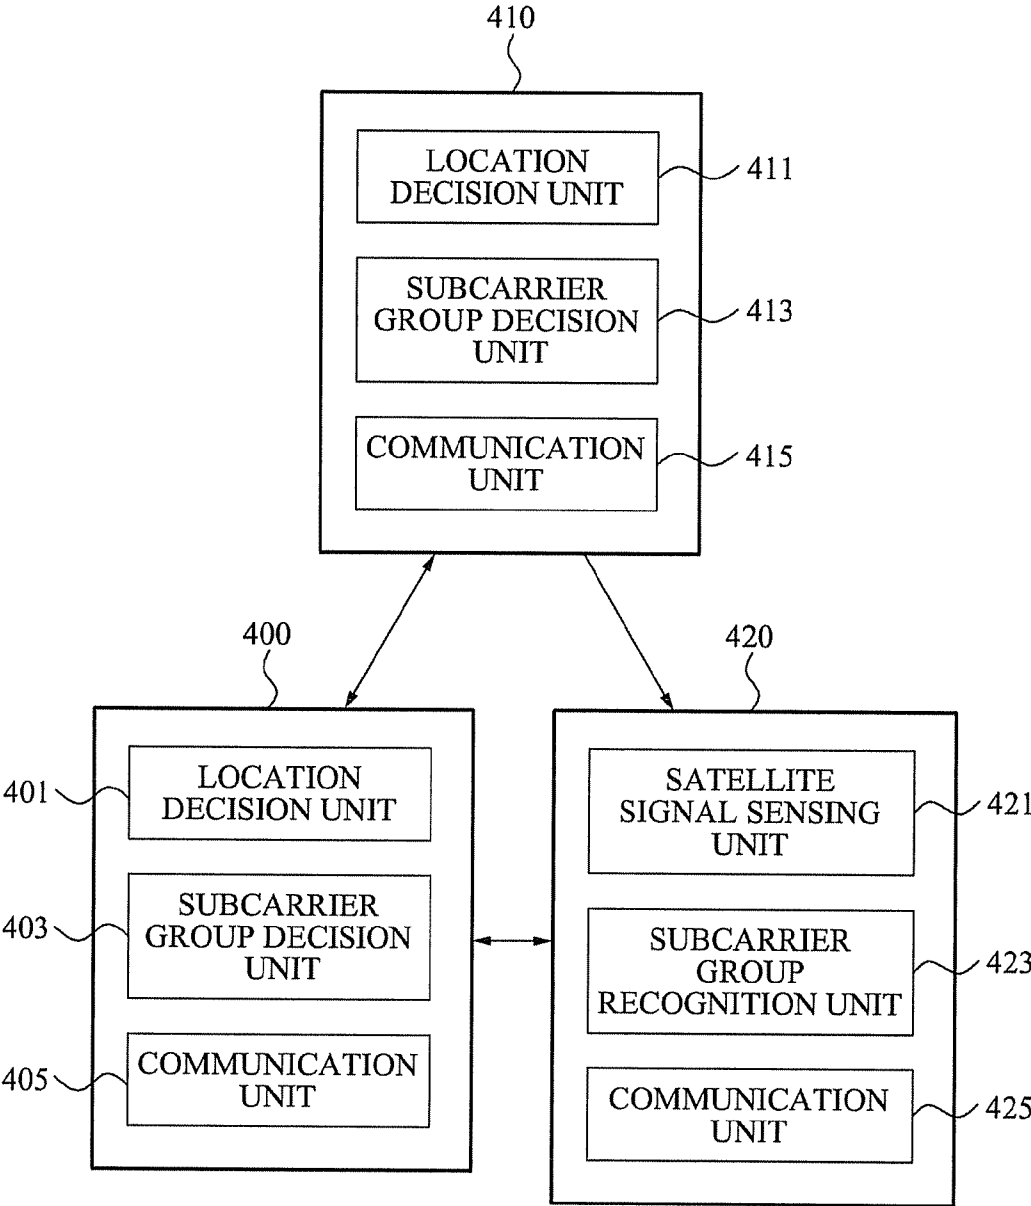 410
LOCATION
DECISION UNIT
411
SUBCARRIER
GROUP DECISION
UNIT
413
COMMUNICATION
UNIT
415
400
LOCATION
DECISION UNIT
401
SUBCARRIER
GROUP DECISION
UNIT
403
COMMUNICATION
UNIT
405
420
SATELLITE
SIGNAL SENSING
UNIT
421
SUBCARRIER
GROUP
RECOGNITION UNIT
423
COMMUNICATION
UNIT
425